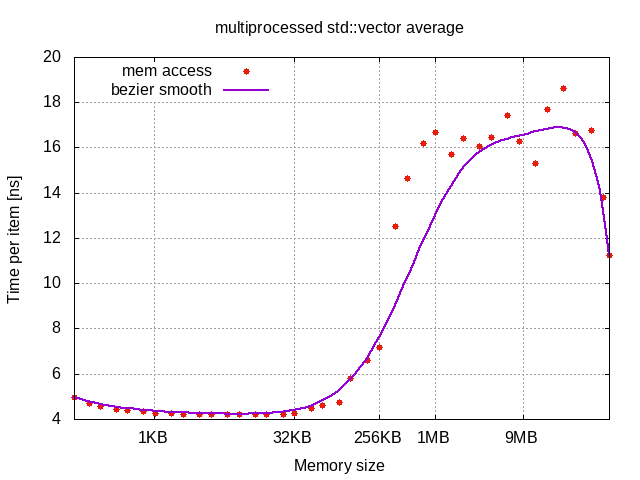 multiprocessed std::vector average
20
18
16
14
12
10
8
6
4
Time per item [ns]
mem access
bezier smooth
1KB 32KB 256KB 1MB 9MB
Memory size